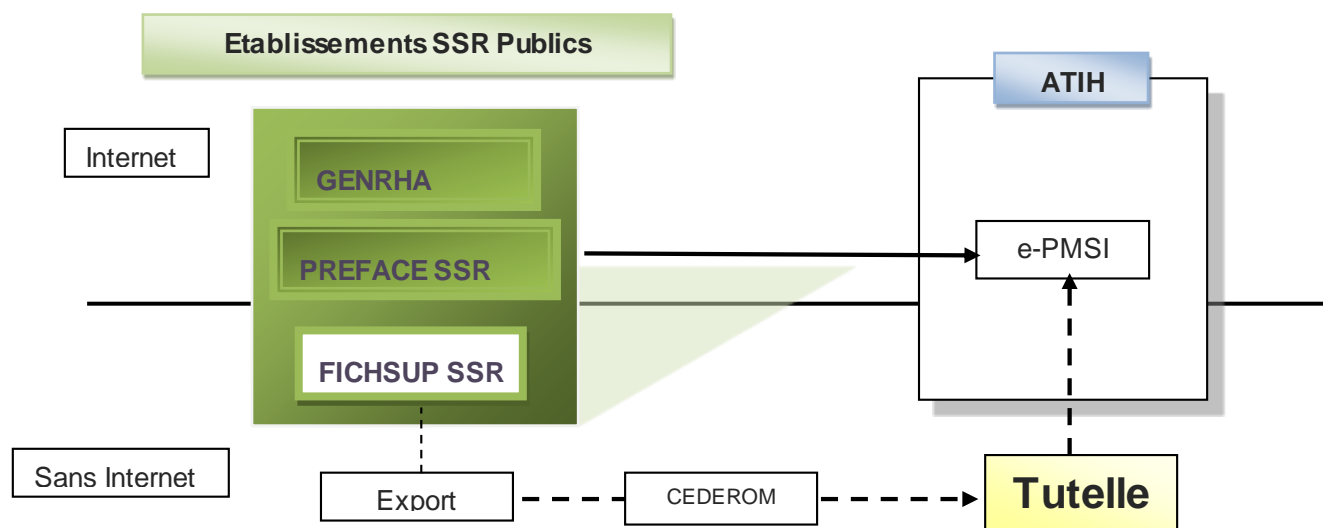 Etablissements SSR Publics
ATIH
Internet
GENRHA
PREFACE SSR
e-PMSI
FICHSUP SSR
Sans Internet
Export
CEDEROM
Tutelle